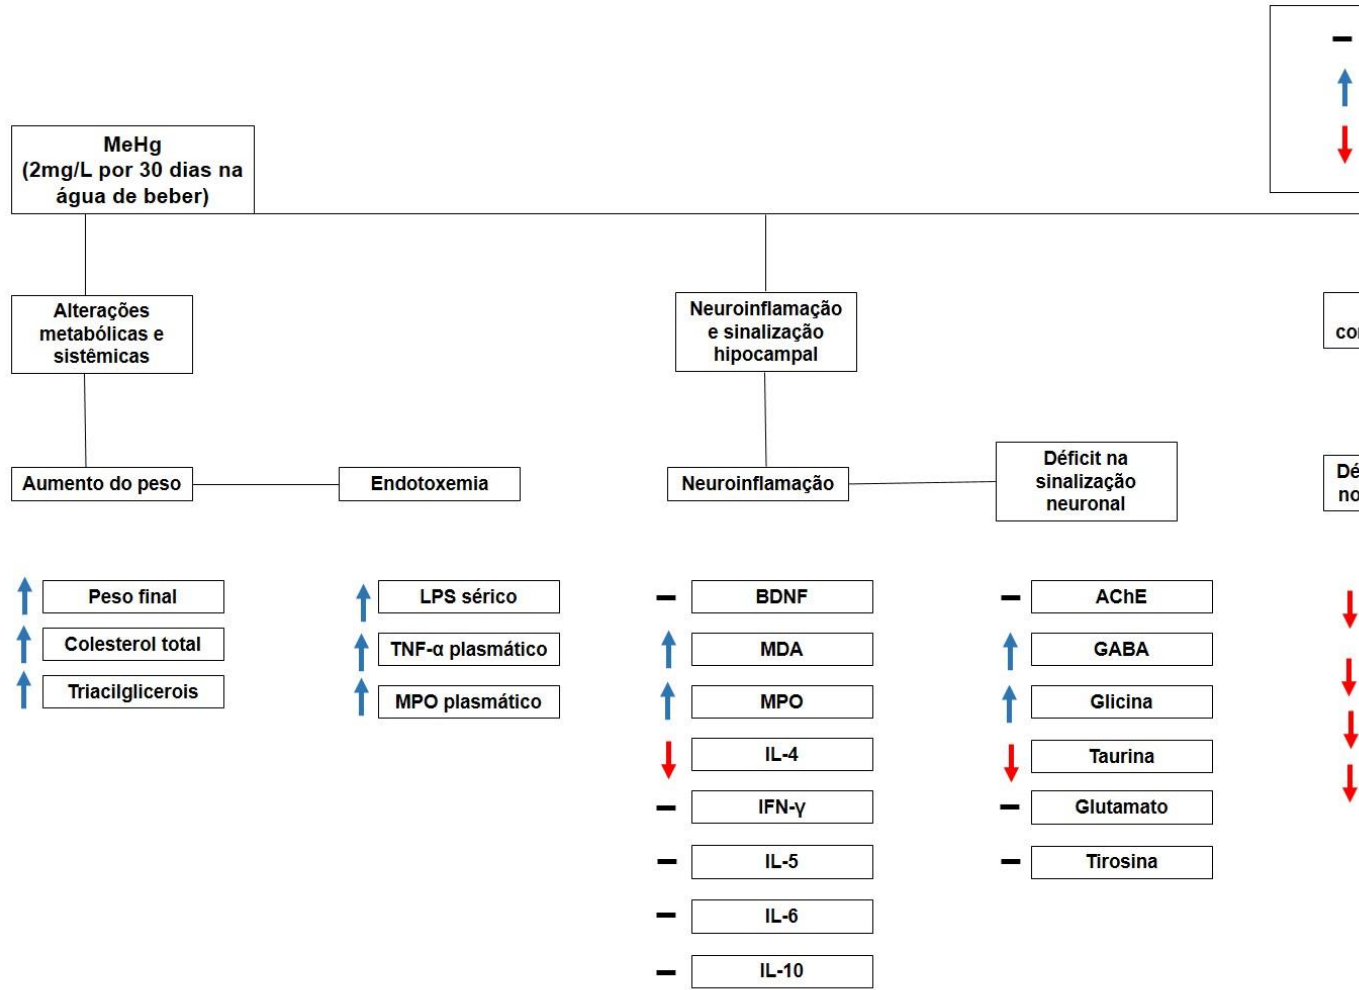 MeHg
(2mg/L por 30 dias na
água de beber)
Alterações
metabólicas e
sistêmicas
Neuroinflamação
e sinalização
hipocampal
Aumento do peso
Endotoxemia
Neuroinflamação
Déficit na
sinalização
neuronal
no
Peso final
Colesterol total
Triacilglicerois
LPS sérico
TNF-α plasmático
MPO plasmático
BDNF
MDA
MPO
IL-4
IFN-γ
IL-5
IL-6
IL-10
AChE
GABA
Glicina
Taurina
Glutamato
Tirosina